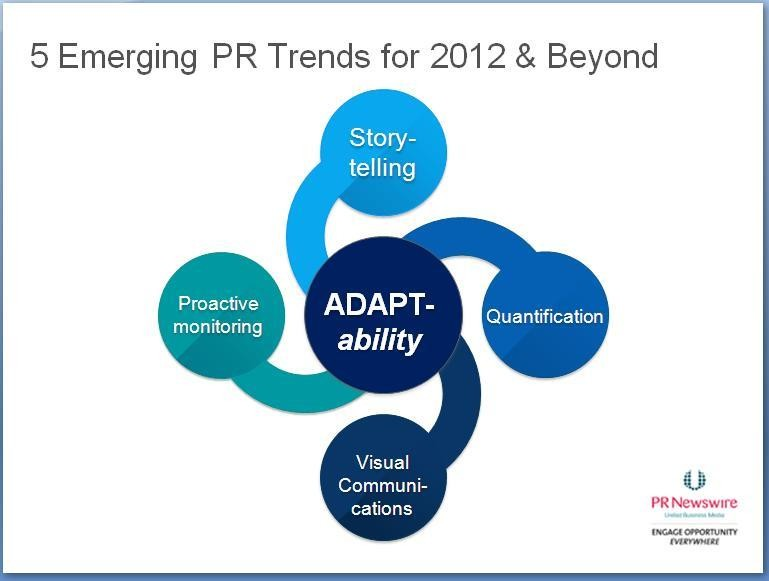 5 Emerging PR Trends for 2012 & Beyond
Story-
telling
Proactive
monitoring
ADAPT-
ability
Quantification
Visual
Communi-
cations
PR Newswire
United Business Media
ENGAGE OPPORTUNITY
EVERYWHERE